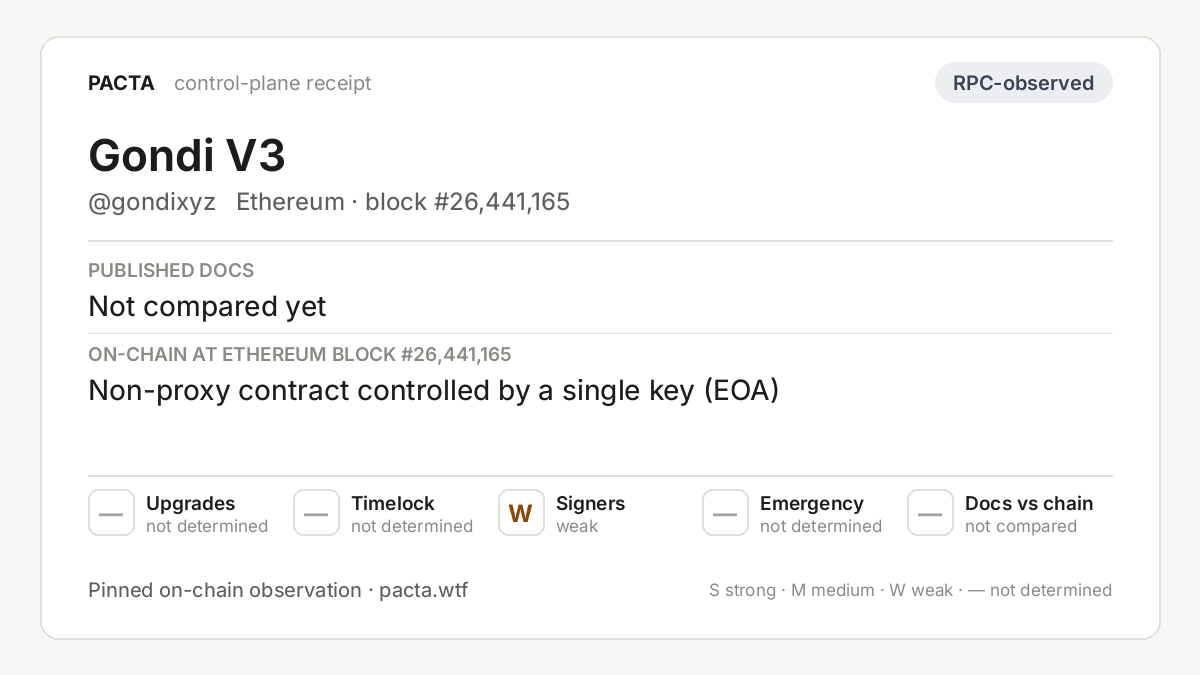 PACTA control-plane receipt RPC-observed
Gondi V3
@gondixyz Ethereum · block #26,441,165
PUBLISHED DOCS
Not compared yet
ON-CHAIN AT ETHEREUM BLOCK #26,441,165
Non-proxy contract controlled by a single key (EOA)
— Upgrades not determined
— Timelock not determined
W Signers weak
— Emergency not determined
— Docs vs chain not compared
Pinned on-chain observation · pacta.wtf
S strong · M medium · W weak · — not determined